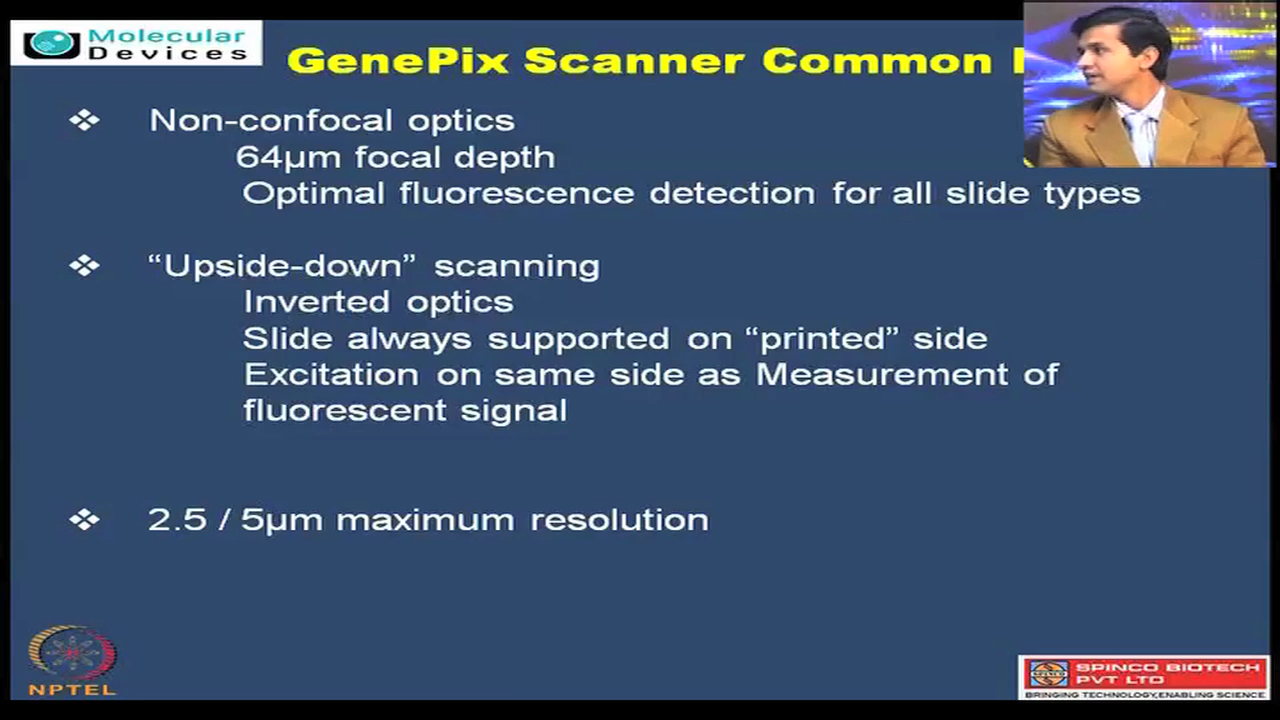 Molecular
Devices
GenePix Scanner Common
❖ Non-confocal optics
64µm focal depth
Optimal fluorescence detection for all slide types
❖ “Upside-down” scanning
Inverted optics
Slide always supported on “printed” side
Excitation on same side as Measurement of
fluorescent signal
❖ 2.5 / 5µm maximum resolution
NPTEL
SPINCO BIOTECH
PVT LTD
BRINGING TECHNOLOGY,ENABLING SCIENCE